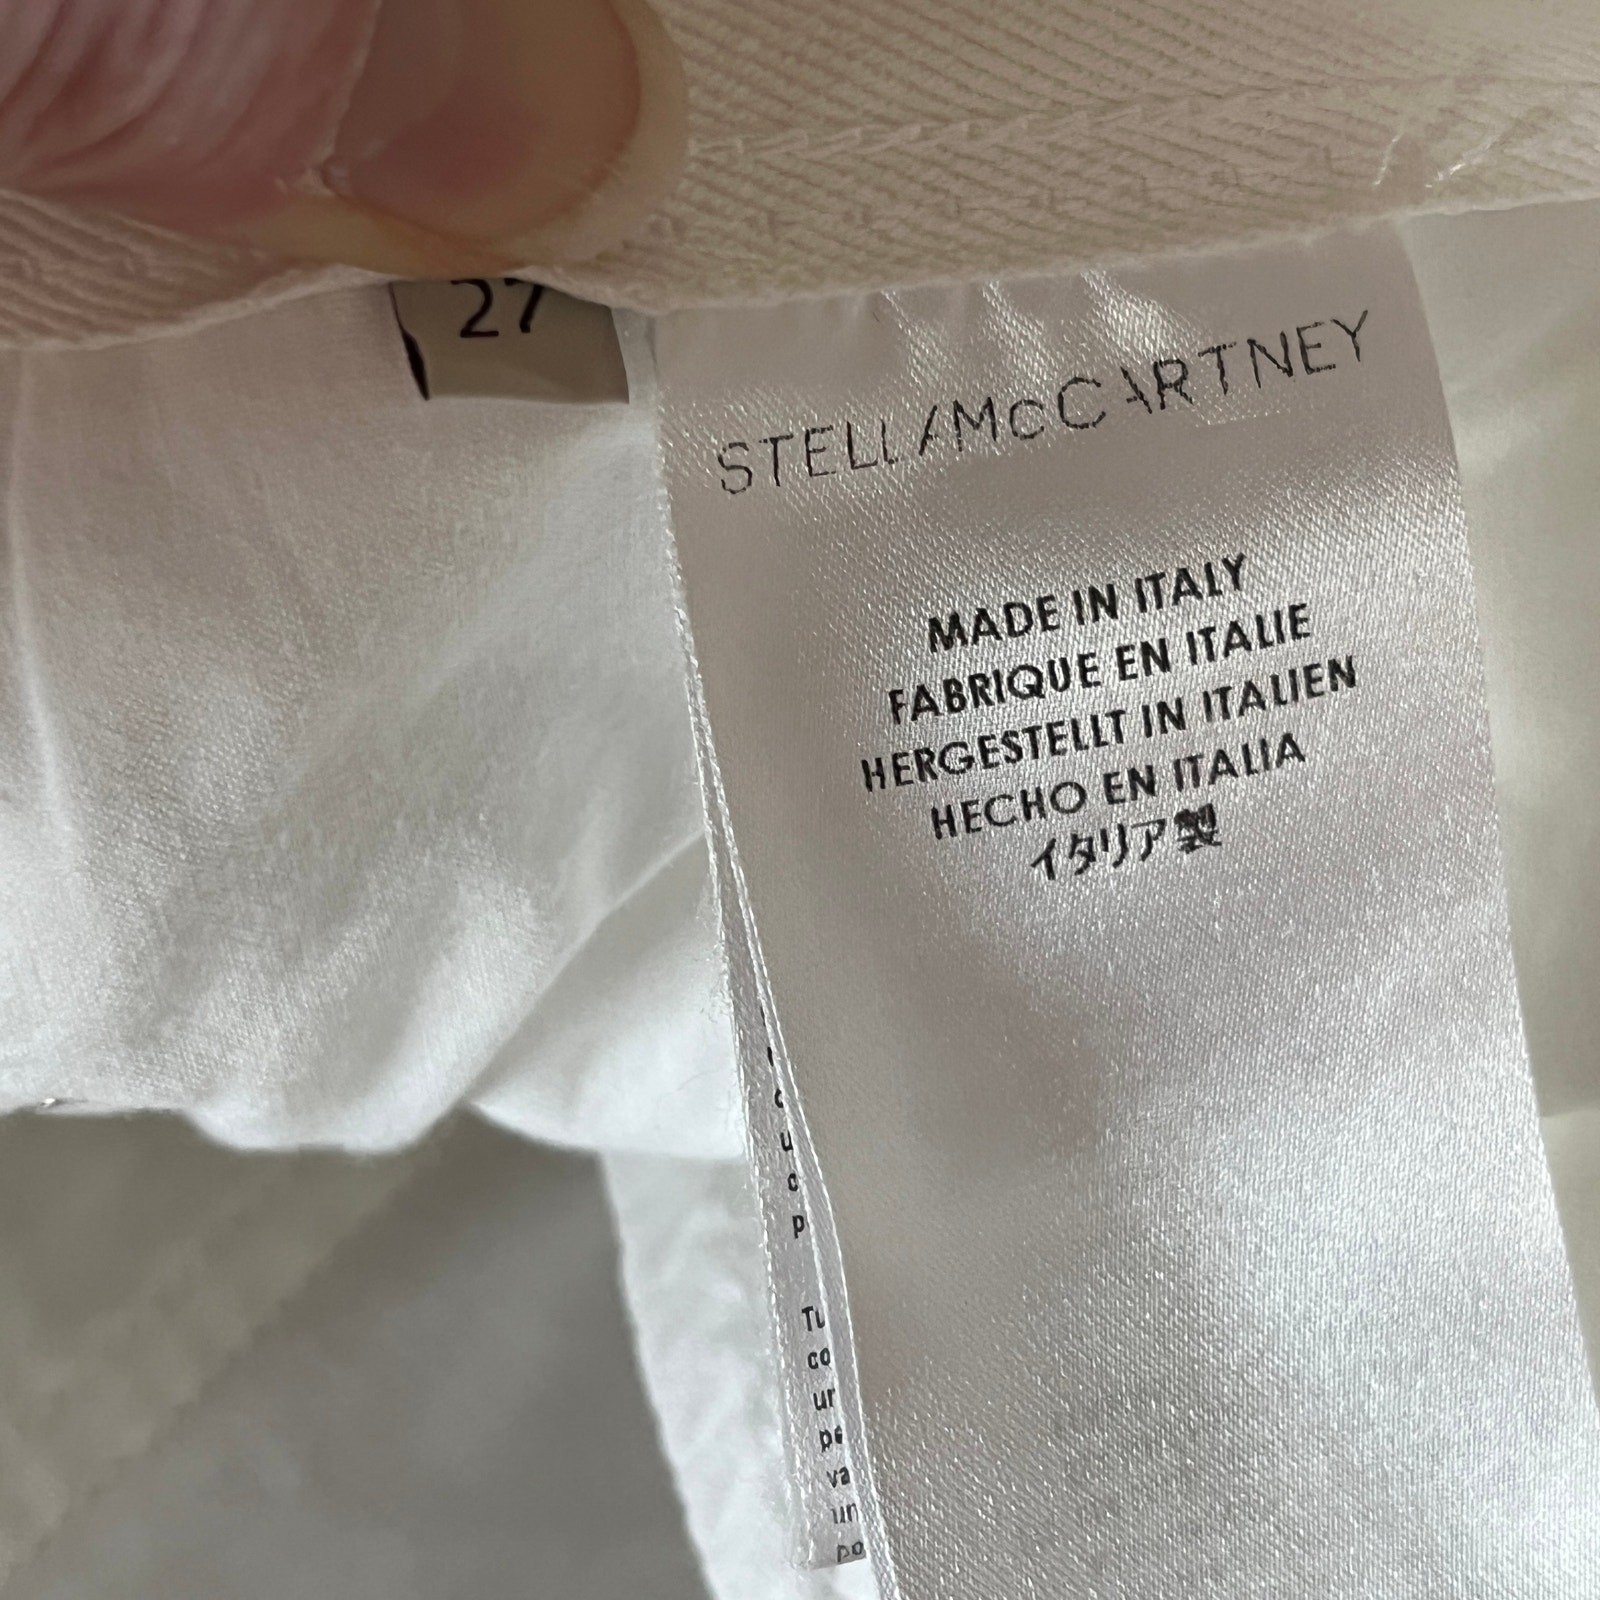 27
STELLA McCARTNEY
MADE IN ITALY
FABRIQUE EN ITALIE
HERGESTELLT IN ITALIEN
HECHO EN ITALIA
イタリア製